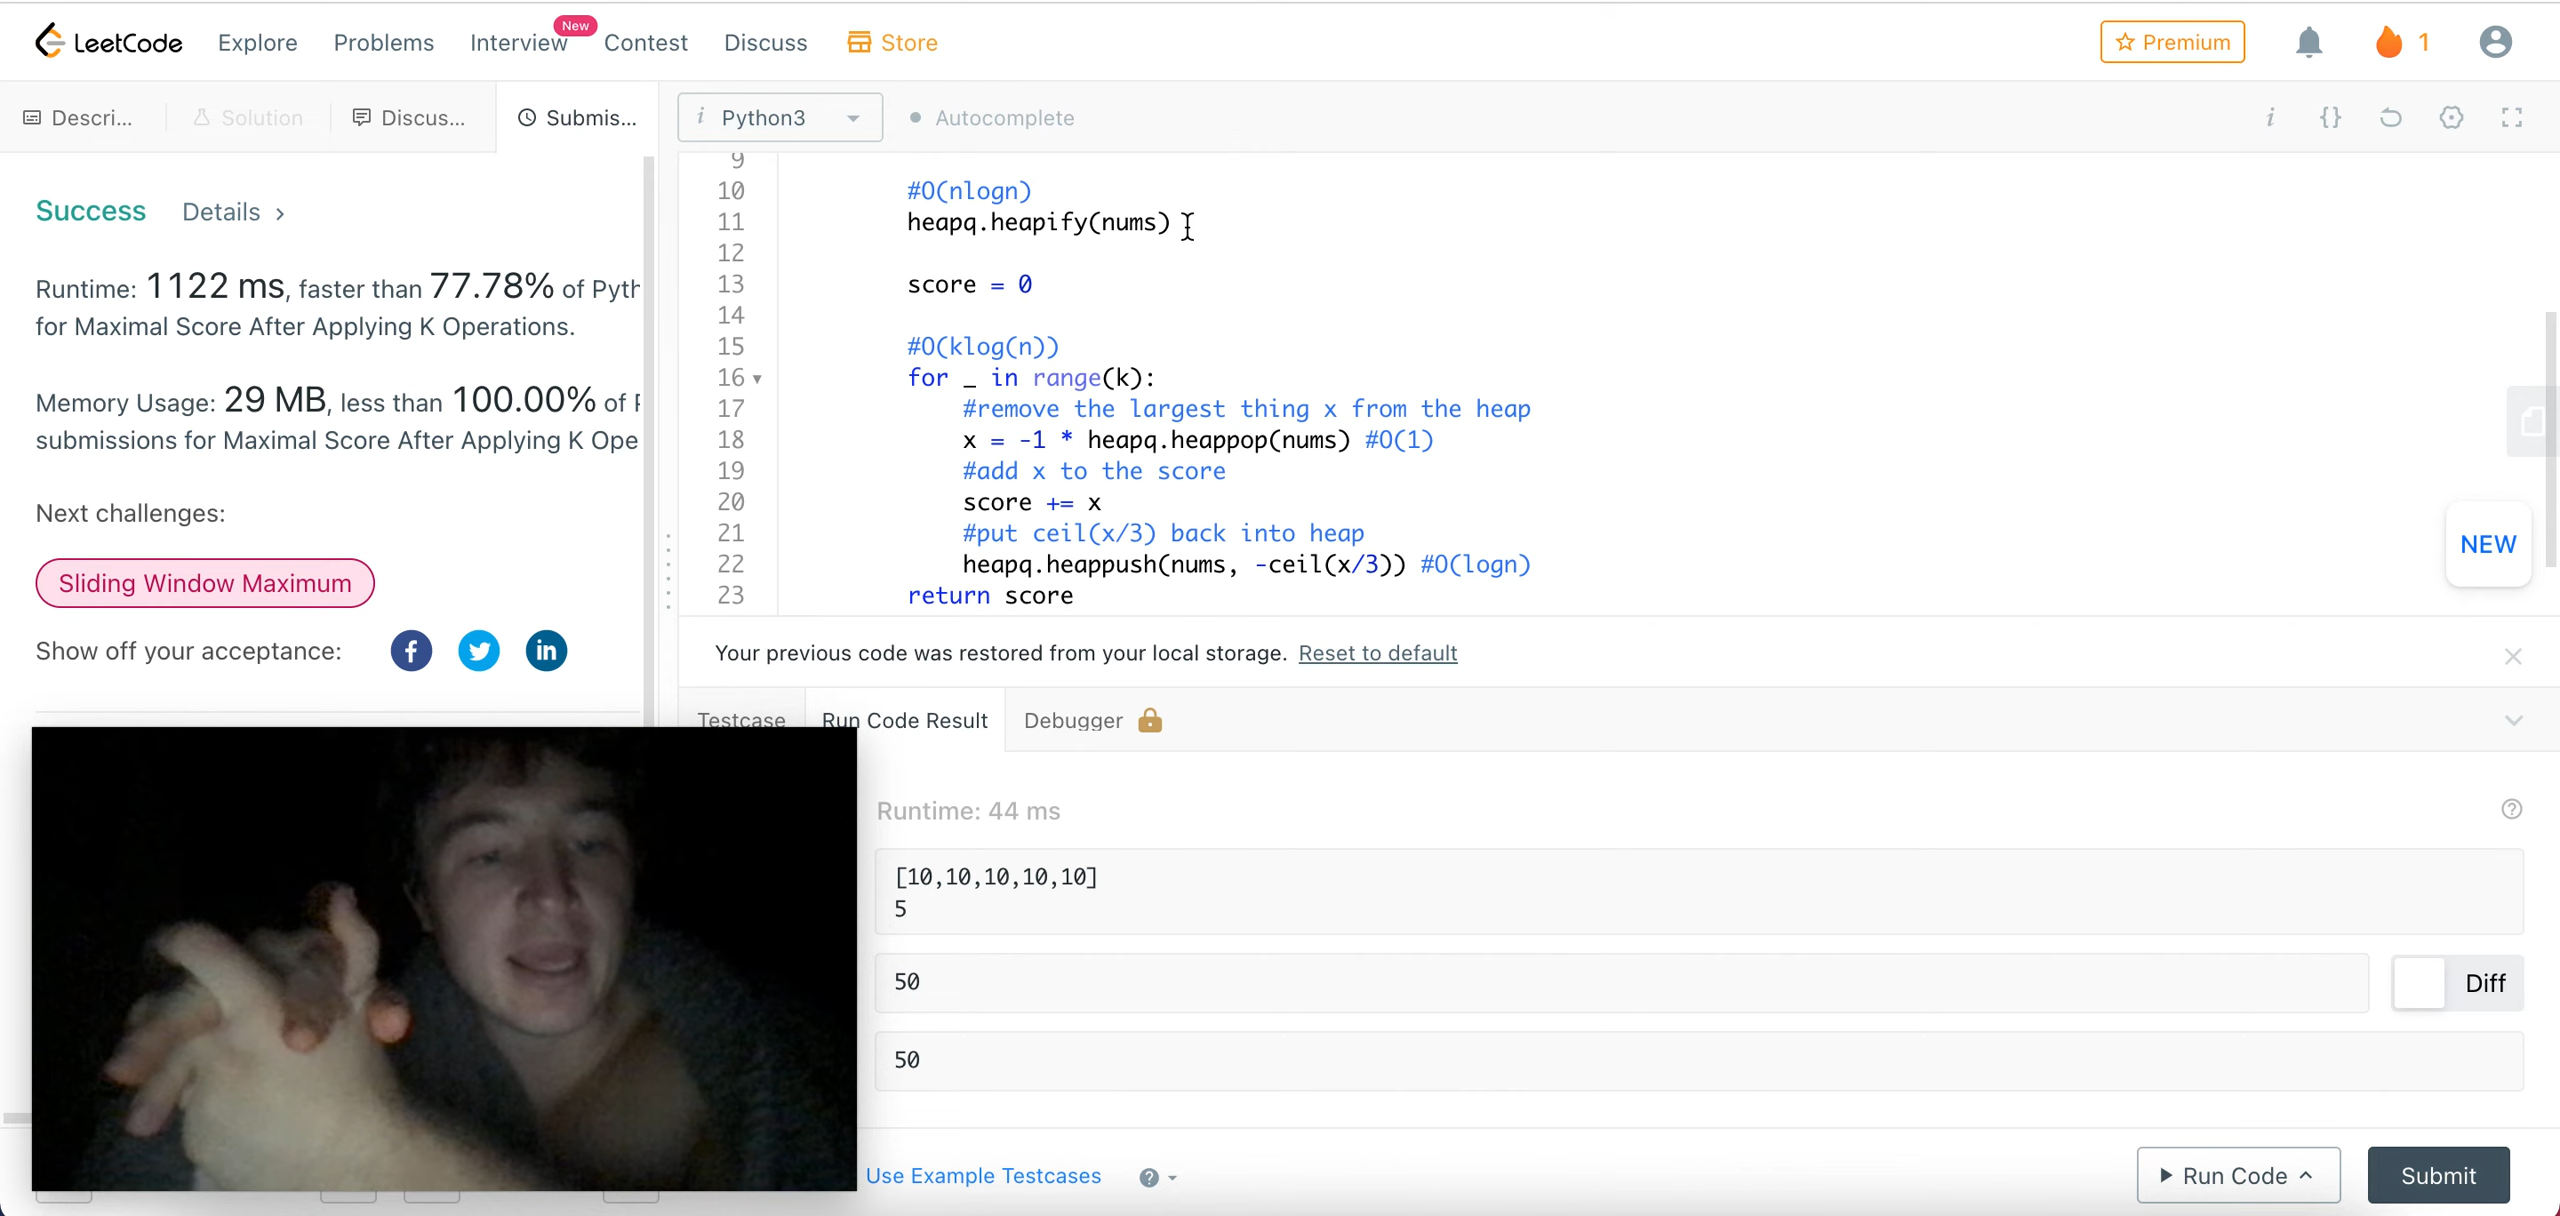 LeetCode Explore Problems Interview New Contest Discuss Store Premium 1
Descri... Solution Discus... Submis... i Python3 Autocomplete i {}
Success Details >
Runtime: 1122 ms, faster than 77.78% of Pyth
for Maximal Score After Applying K Operations.
Memory Usage: 29 MB, less than 100.00% of
submissions for Maximal Score After Applying K Ope
Next challenges:
Sliding Window Maximum
Show off your acceptance:
9
10 #O(nlogn)
11 heapq.heapify(nums)
12
13 score = 0
14
15 #O(klog(n))
16 for _ in range(k):
17 #remove the largest thing x from the heap
18 x = -1 * heapq.heappop(nums) #O(1)
19 #add x to the score
20 score += x
21 #put ceil(x/3) back into heap
22 heapq.heappush(nums, -ceil(x/3)) #O(logn)
23 return score
NEW
Your previous code was restored from your local storage. Reset to default
Testcase Run Code Result Debugger
Runtime: 44 ms
[10,10,10,10,10]
5
50
Diff
50
Use Example Testcases
Run Code
Submit